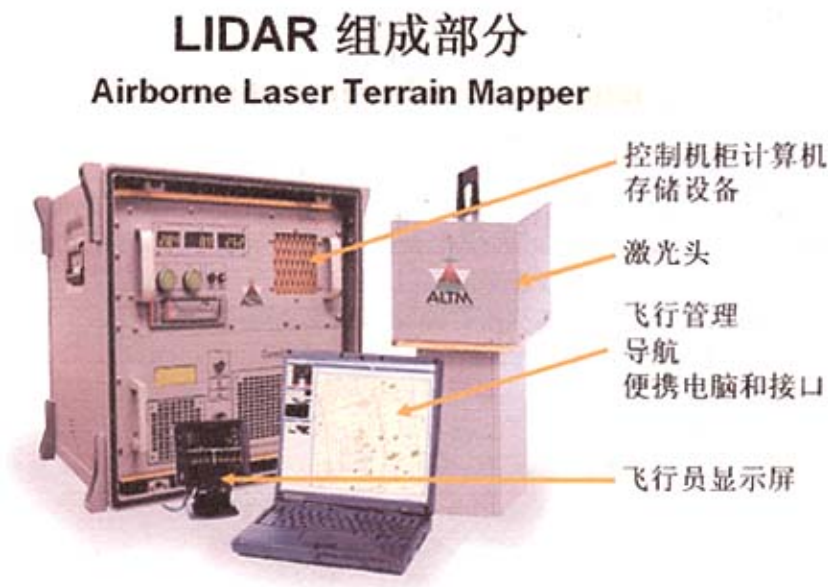 LIDAR 组成部分
Airborne Laser Terrain Mapper
控制机柜计算机
存储设备
激光头
ALTM
飞行管理
导航
便携电脑和接口
飞行员显示屏